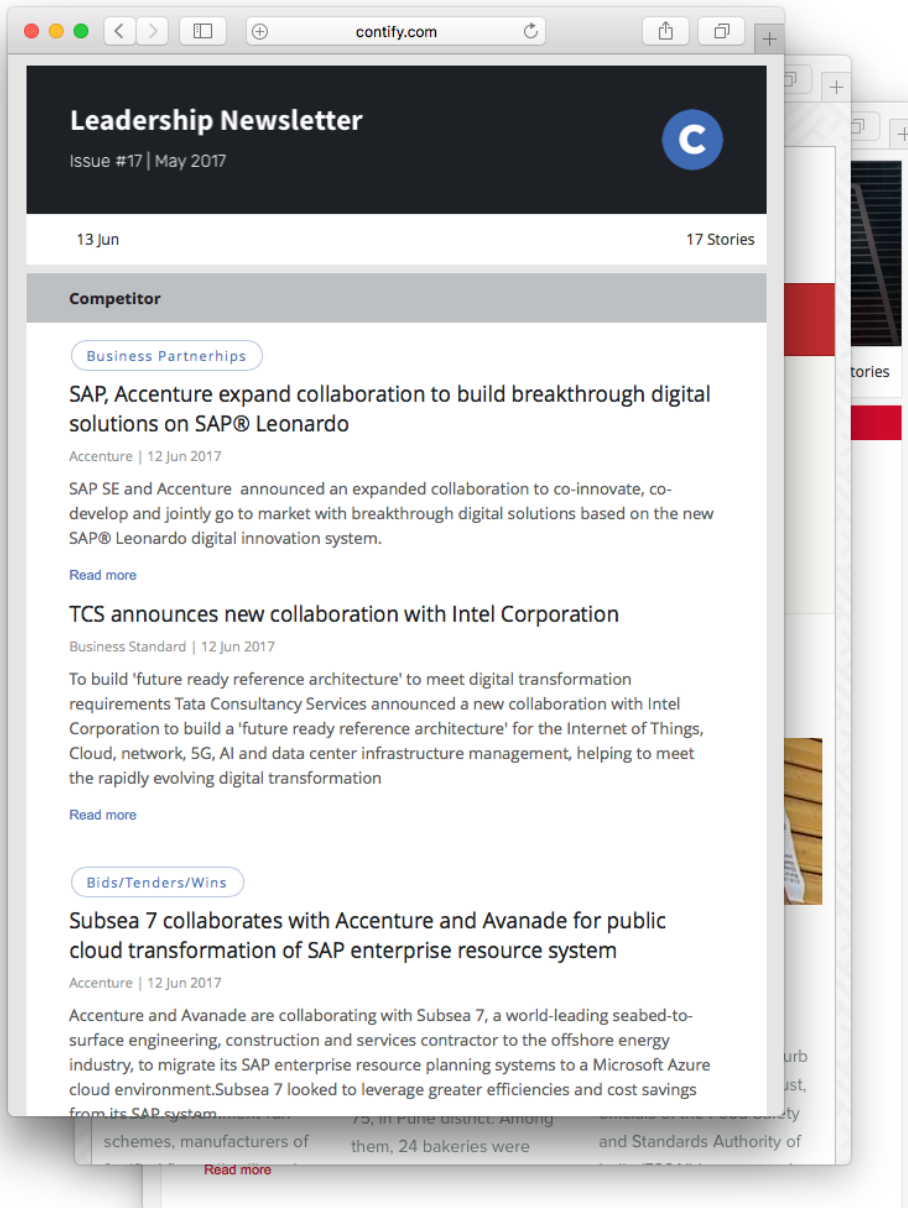 contify.com
Leadership Newsletter
C
Issue #17 | May 2017
13 Jun
17 Stories
Competitor
Business Partnerhips
SAP, Accenture expand collaboration to build breakthrough digital
solutions on SAP® Leonardo
Accenture | 12 Jun 2017
SAP SE and Accenture announced an expanded collaboration to co-innovate, co-
develop and jointly go to market with breakthrough digital solutions based on the new
SAP® Leonardo digital innovation system.
Read more
TCS announces new collaboration with Intel Corporation
Business Standard | 12 Jun 2017
To build 'future ready reference architecture' to meet digital transformation
requirements Tata Consultancy Services announced a new collaboration with Intel
Corporation to build a 'future ready reference architecture' for the Internet of Things,
Cloud, network, 5G, AI and data center infrastructure management, helping to meet
the rapidly evolving digital transformation
Read more
Bids/Tenders/Wins
Subsea 7 collaborates with Accenture and Avanade for public
cloud transformation of SAP enterprise resource system
Accenture | 12 Jun 2017
Accenture and Avanade are collaborating with Subsea 7, a world-leading seabed-to-
surface engineering, construction and services contractor to the offshore energy
industry, to migrate its SAP enterprise resource planning systems to a Microsoft Azure
cloud environment.Subsea 7 looked to leverage greater efficiencies and cost savings
from its SAP system
tories
urb
ust,
75, in Pune district. Among
schemes, manufacturers of
them, 24 bakeries were
and Standards Authority of
Read more